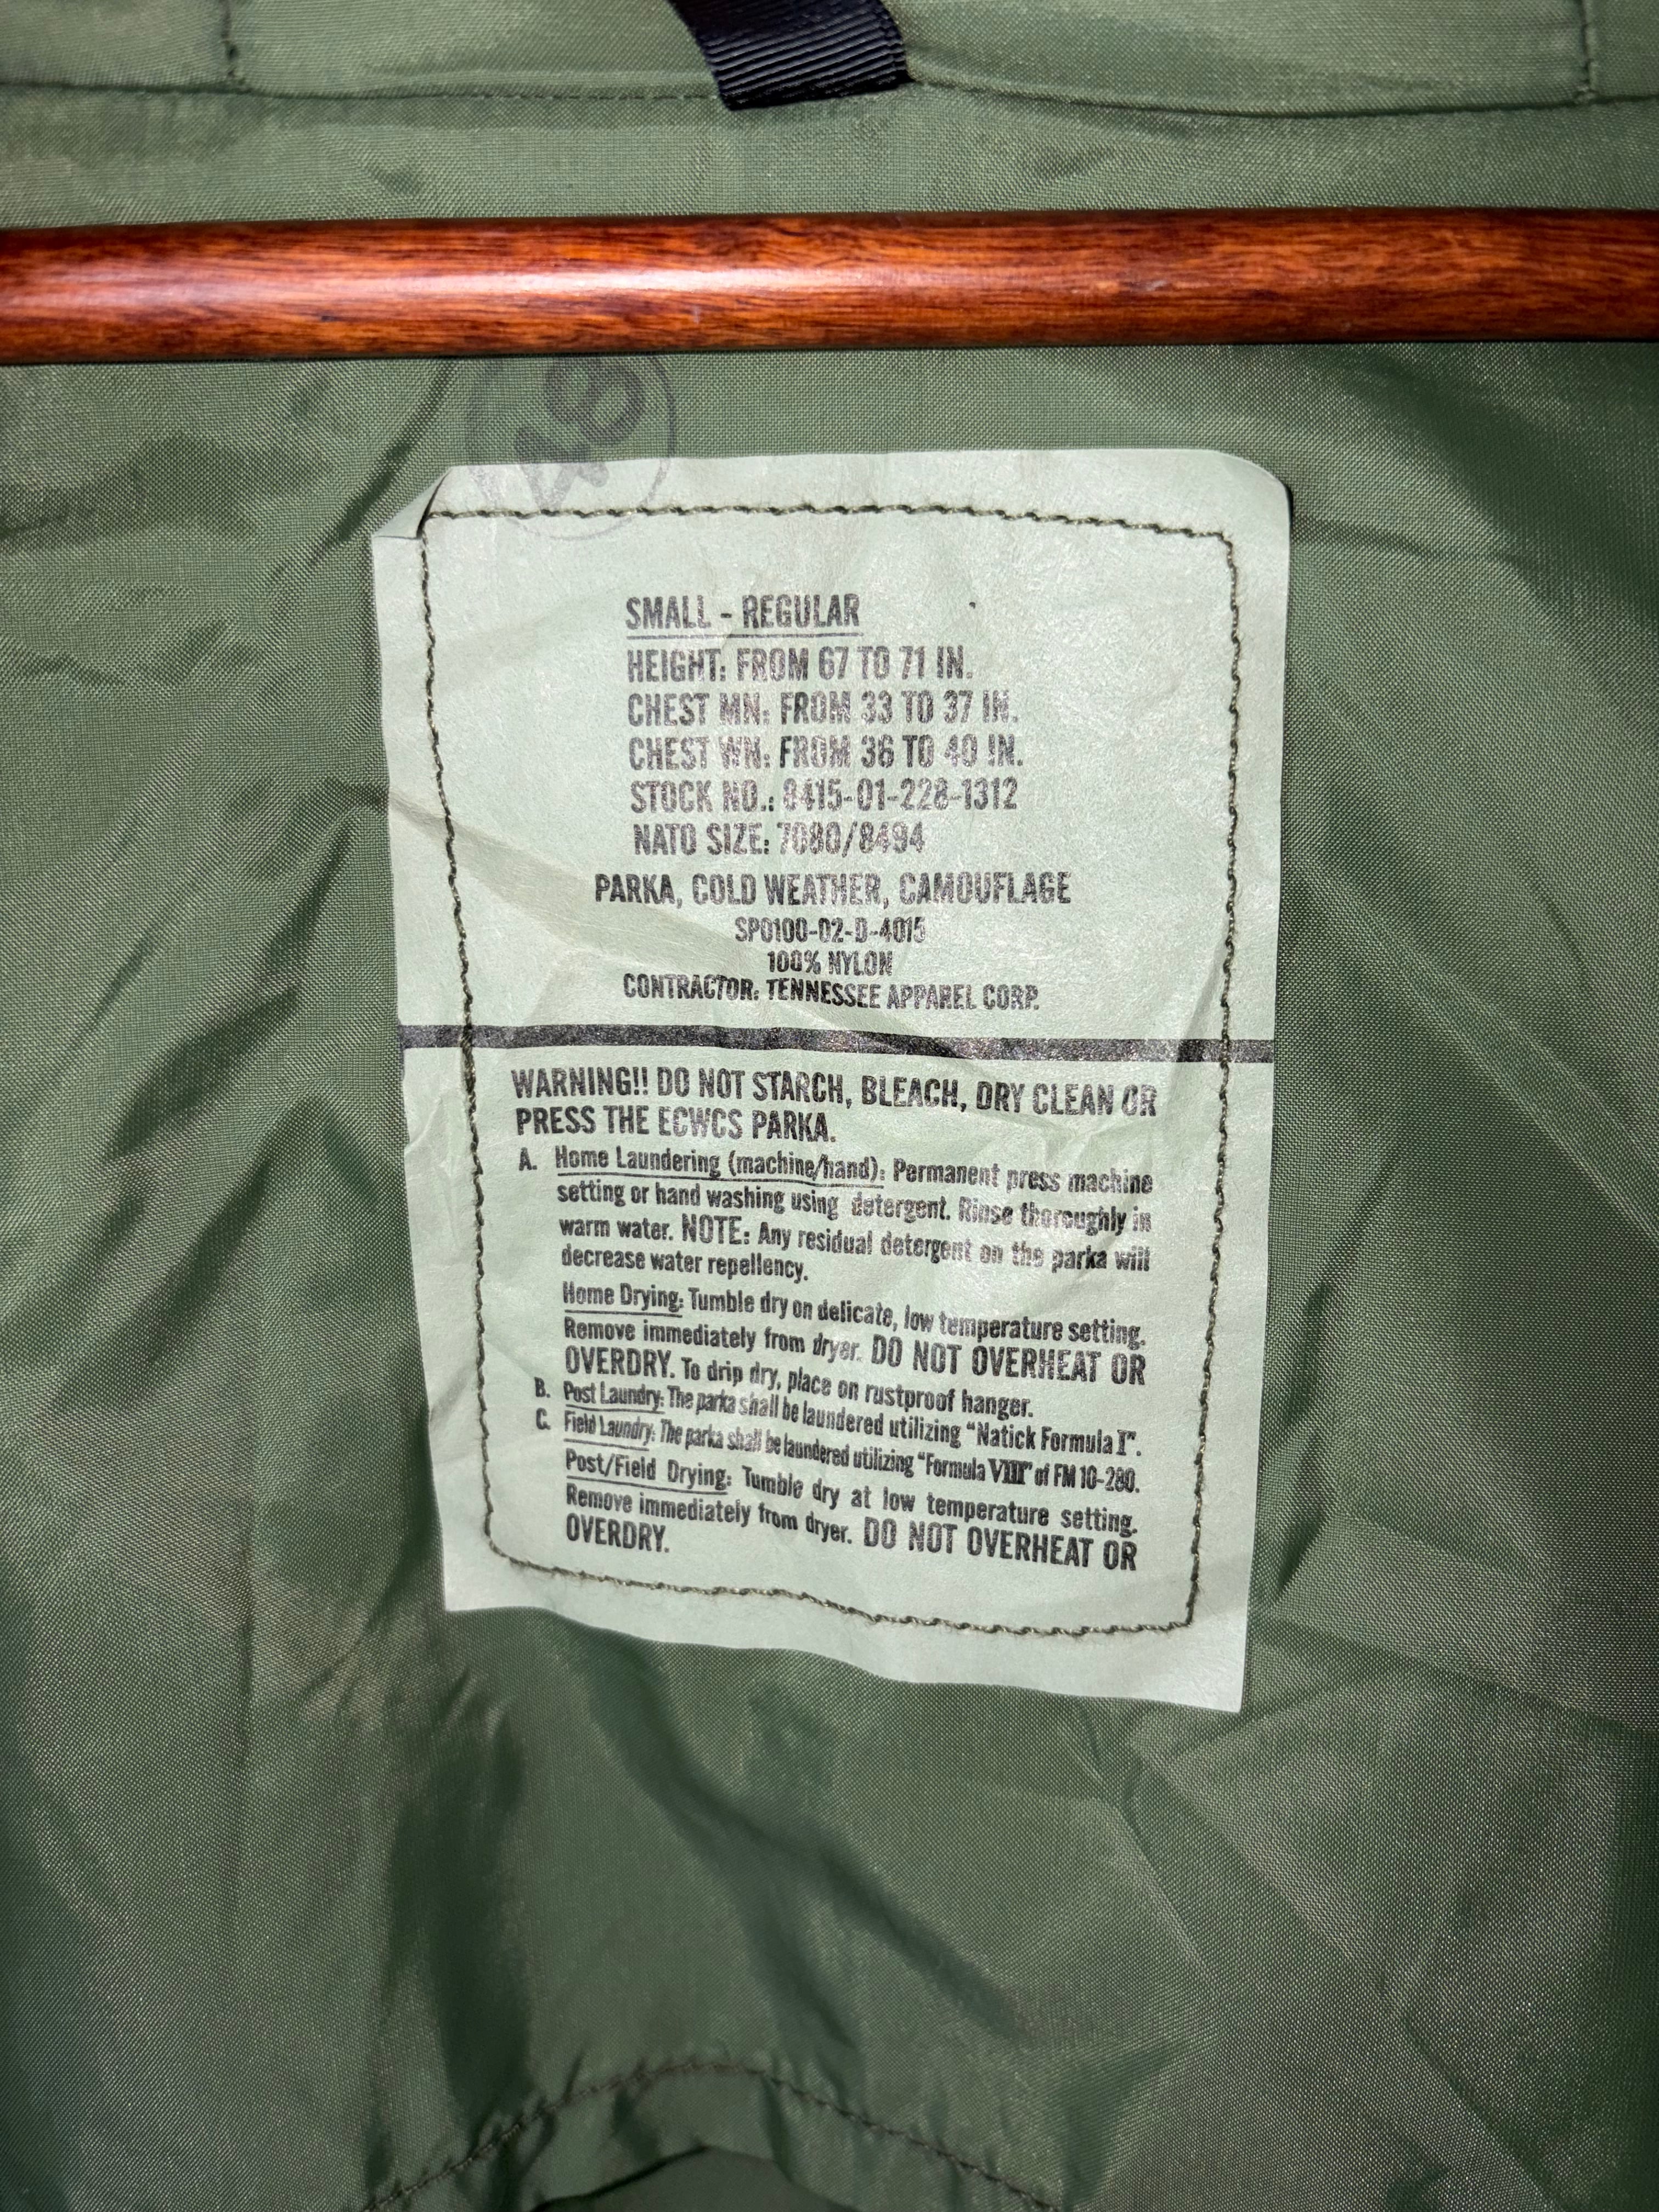 48
SMALL - REGULAR
HEIGHT: FROM 67 TO 71 IN.
CHEST MN: FROM 33 TO 37 IN.
CHEST WN: FROM 36 TO 40 IN.
STOCK NO.: 8415-01-228-1312
NATO SIZE: 7080/8494
PARKA, COLD WEATHER, CAMOUFLAGE
SP0100-02-D-4015
100% NYLON
CONTRACTOR: TENNESSEE APPAREL CORP.
WARNING!! DO NOT STARCH, BLEACH, DRY CLEAN OR
PRESS THE ECWCS PARKA.
A. Home Laundering (machine/hand): Permanent press machine
setting or hand washing using detergent. Rinse thoroughly in
warm water. NOTE: Any residual detergent on the parka will
decrease water repellency.
Home Drying: Tumble dry on delicate, low temperature setting.
Remove immediately from dryer. DO NOT OVERHEAT OR
OVERDRY. To drip dry, place on rustproof hanger.
B. Post Laundry: The parka shall be laundered utilizing "Natick Formula I".
C. Field Laundry: The parka shall be laundered utilizing "Formula VIII" of FM 10-280.
Post/Field Drying: Tumble dry at low temperature setting.
Remove immediately from dryer. DO NOT OVERHEAT OR
OVERDRY.